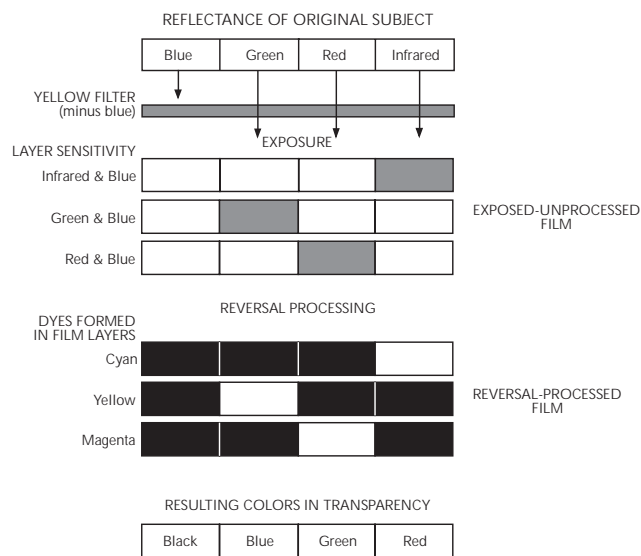 REFLECTANCE OF ORIGINAL SUBJECT
Blue Green Red Infrared
YELLOW FILTER
(minus blue)
EXPOSURE
LAYER SENSITIVITY
Infrared & Blue
Green & Blue
Red & Blue
EXPOSED-UNPROCESSED
FILM
REVERSAL PROCESSING
DYES FORMED
IN FILM LAYERS
Cyan
Yellow
Magenta
REVERSAL-PROCESSED
FILM
RESULTING COLORS IN TRANSPARENCY
Black Blue Green Red